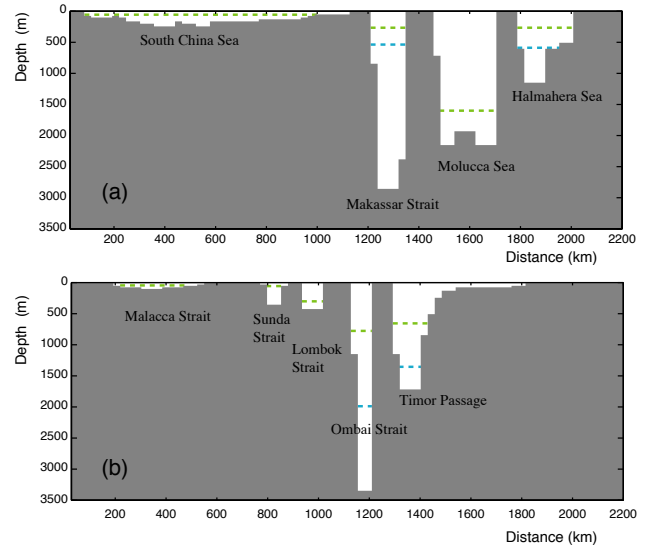 Depth (m)
0
500
1000
1500
2000
2500
3000
3500
South China Sea
Halmahera Sea
Molucca Sea
(a)
Makassar Strait
200 400 600 800 1000 1200 1400 1600 1800 2000 2200
Distance (km)
Depth (m)
0
500
1000
1500
2000
2500
3000
3500
Malacca Strait
Sunda
Strait
Lombok
Strait
Timor Passage
Ombai Strait
(b)
200 400 600 800 1000 1200 1400 1600 1800 2000 2200
Distance (km)